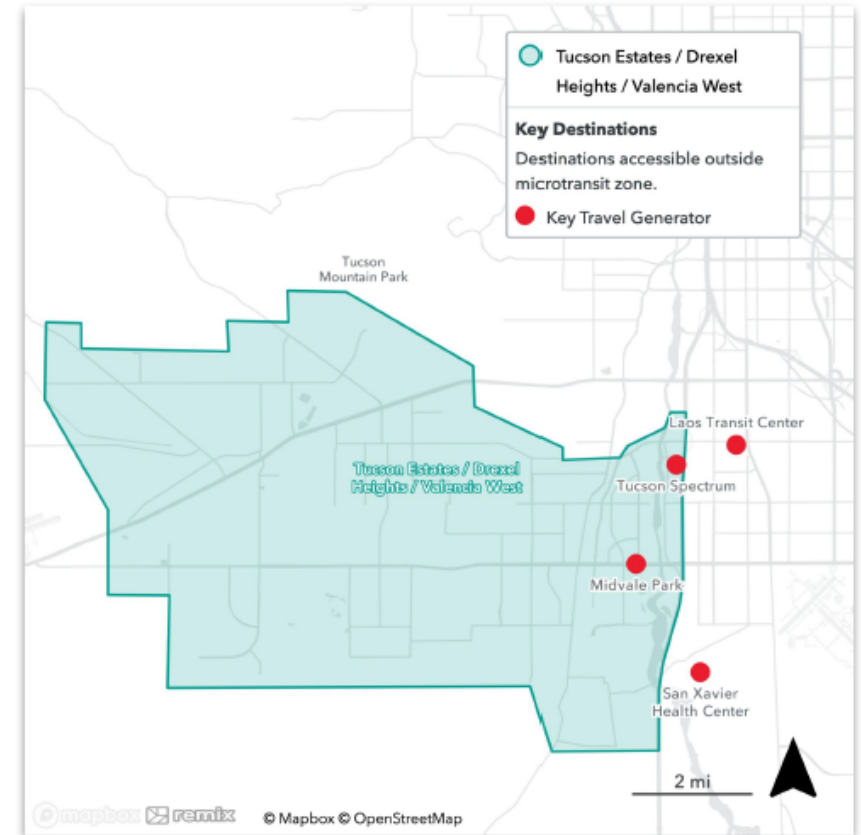 Tucson Estates / Drexel
Heights / Valencia West
Key Destinations
Destinations accessible outside
microtransit zone.
Key Travel Generator
Tucson
Mountain Park
Laos Transit Center
Tucson Estates / Drexel
Heights / Valencia West
Tucson Spectrum
Midvale Park
San Xavier
Health Center
2 mi
mapbox remix © Mapbox © OpenStreetMap